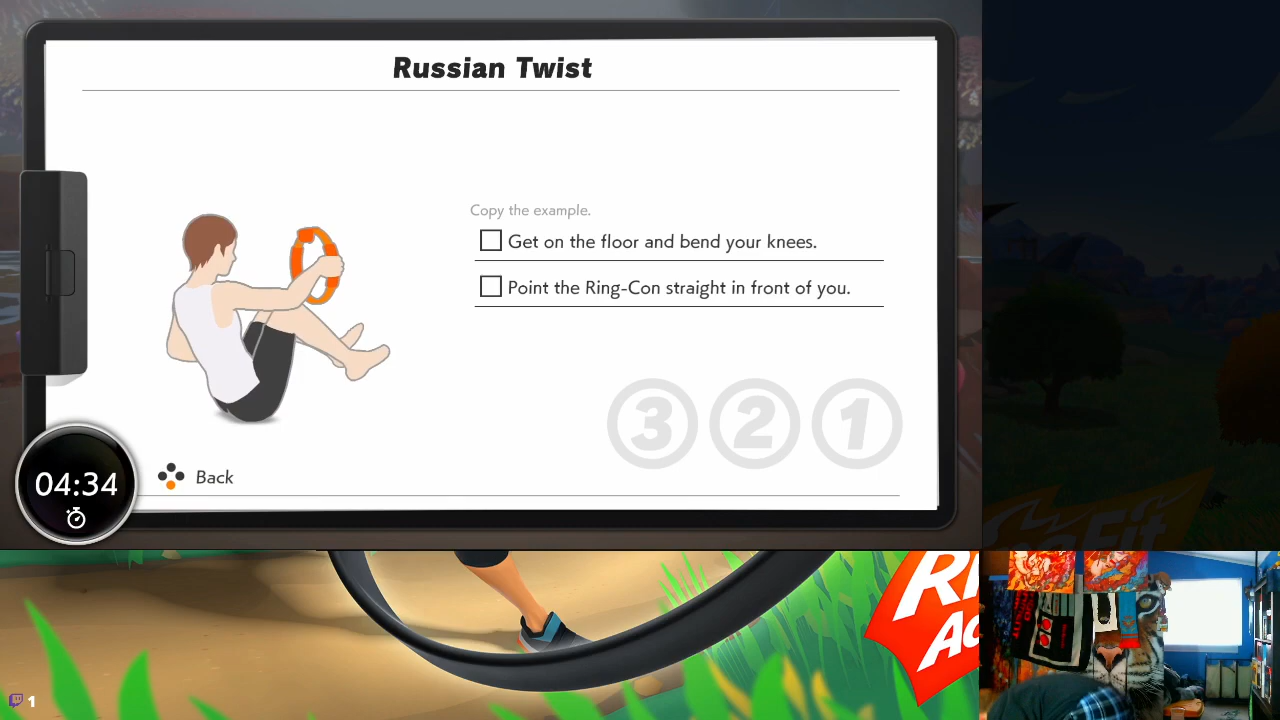 Russian Twist
Copy the example.
Get on the floor and bend your knees.
Point the Ring-Con straight in front of you.
3 2 1
Back
04:34
Fit
1